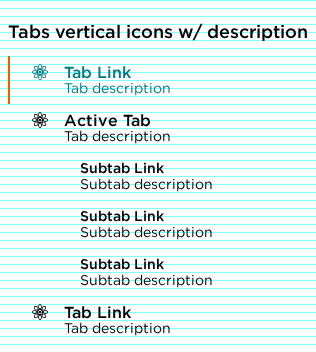 Tabs vertical icons w/ description
Tab Link
Tab description
Active Tab
Tab description
Subtab Link
Subtab description
Subtab Link
Subtab description
Subtab Link
Subtab description
Tab Link
Tab description